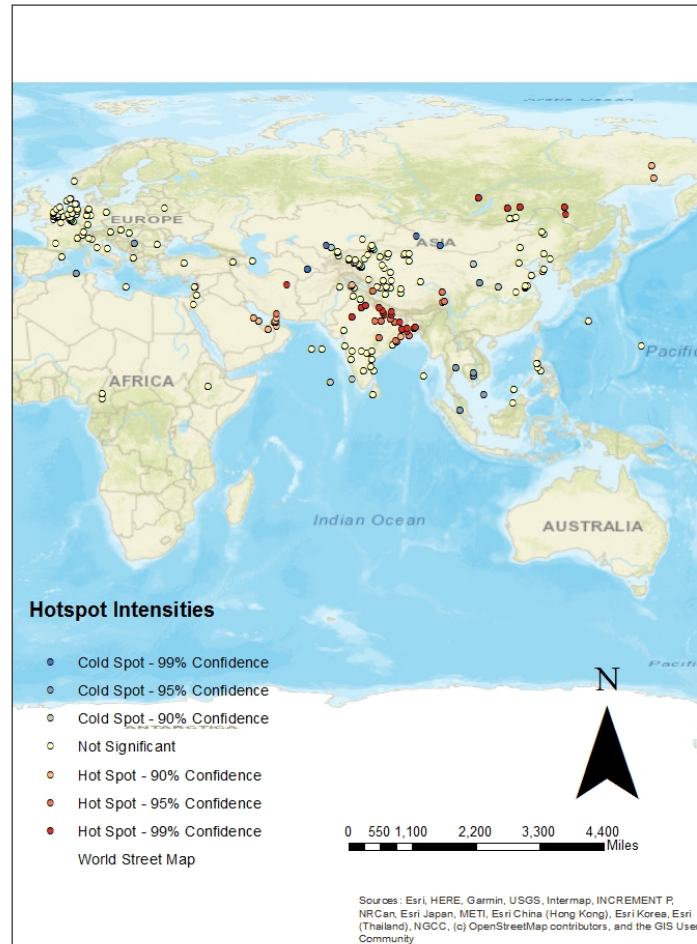 Arctic Ocean
EUROPE
ASIA
Pacific
AFRICA
Indian Ocean
AUSTRALIA
Hotspot Intensities
Pacific
N
Cold Spot - 99% Confidence
Cold Spot - 95% Confidence
Cold Spot - 90% Confidence
ANTARCTICA
Not Significant
Hot Spot - 90% Confidence
Hot Spot - 95% Confidence
Hot Spot - 99% Confidence
World Street Map
0 550 1,100 2,200 3,300 4,400
Miles
Sources: Esri, HERE, Garmin, USGS, Intermap, INCREMENT P,
NRCan, Esri Japan, METI, Esri China (Hong Kong), Esri Korea, Esri
(Thailand), NGCC, (c) OpenStreetMap contributors, and the GIS User
Community